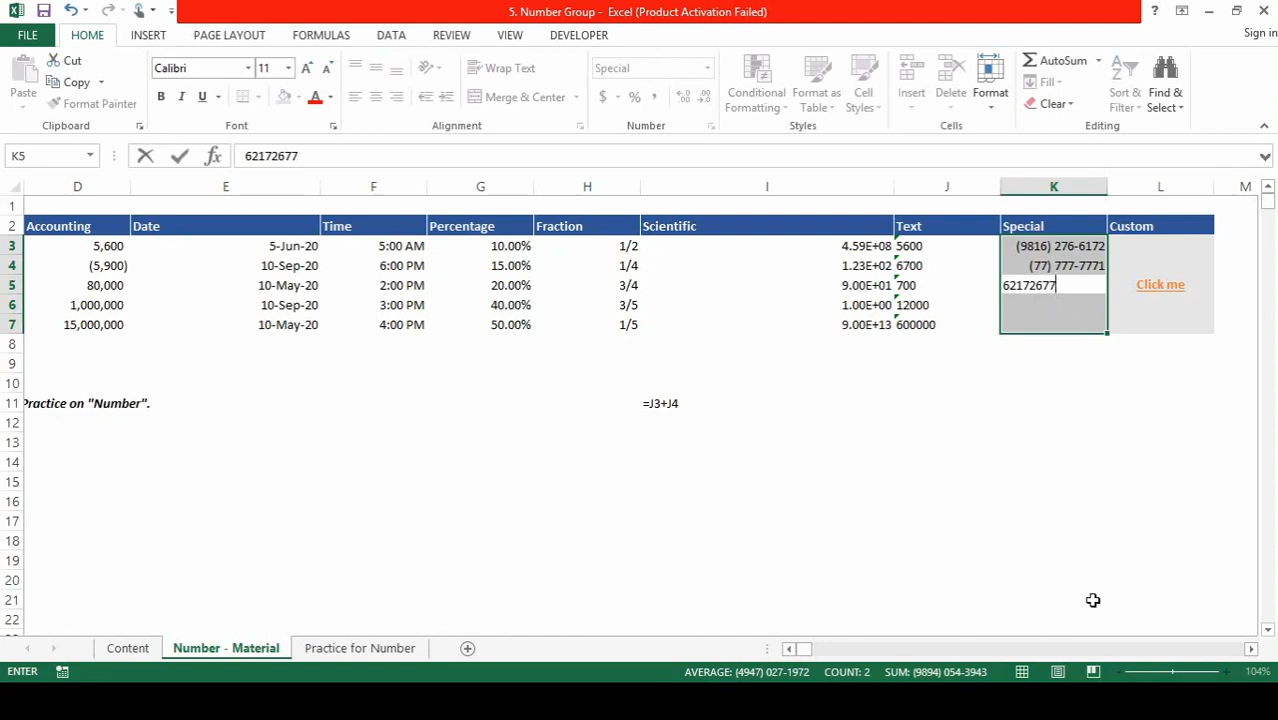 5. Number Group - Excel (Product Activation Failed)
FILE HOME INSERT PAGE LAYOUT FORMULAS DATA REVIEW VIEW DEVELOPER Sign in
Paste Cut Copy Format Painter Clipboard
Calibri 11 B I U A Font
Wrap Text Merge & Center Alignment
Special $ % , Number
Conditional Formatting Format as Table Cell Styles Styles
Insert Delete Format Cells
AutoSum Fill Clear Sort & Filter Find & Select Editing
K5 fx 62172677
D E F G H I J K L M
1
2 Accounting Date Time Percentage Fraction Scientific Text Special Custom
3 5,600 5-Jun-20 5:00 AM 10.00% 1/2 4.59E+08 5600 (9816) 276-6172
4 (5,900) 10-Sep-20 6:00 PM 15.00% 1/4 1.23E+02 6700 (77) 777-7771
5 80,000 10-May-20 2:00 PM 20.00% 3/4 9.00E+01 700 62172677 Click me
6 1,000,000 10-Sep-20 3:00 PM 40.00% 3/5 1.00E+00 12000
7 15,000,000 10-May-20 4:00 PM 50.00% 1/5 9.00E+13 600000
8
9
10
11 Practice on "Number". =J3+J4
12
13
14
15
16
17
18
19
20
21
22
Content Number - Material Practice for Number
ENTER AVERAGE: (4947) 027-1972 COUNT: 2 SUM: (9894) 054-3943 104%